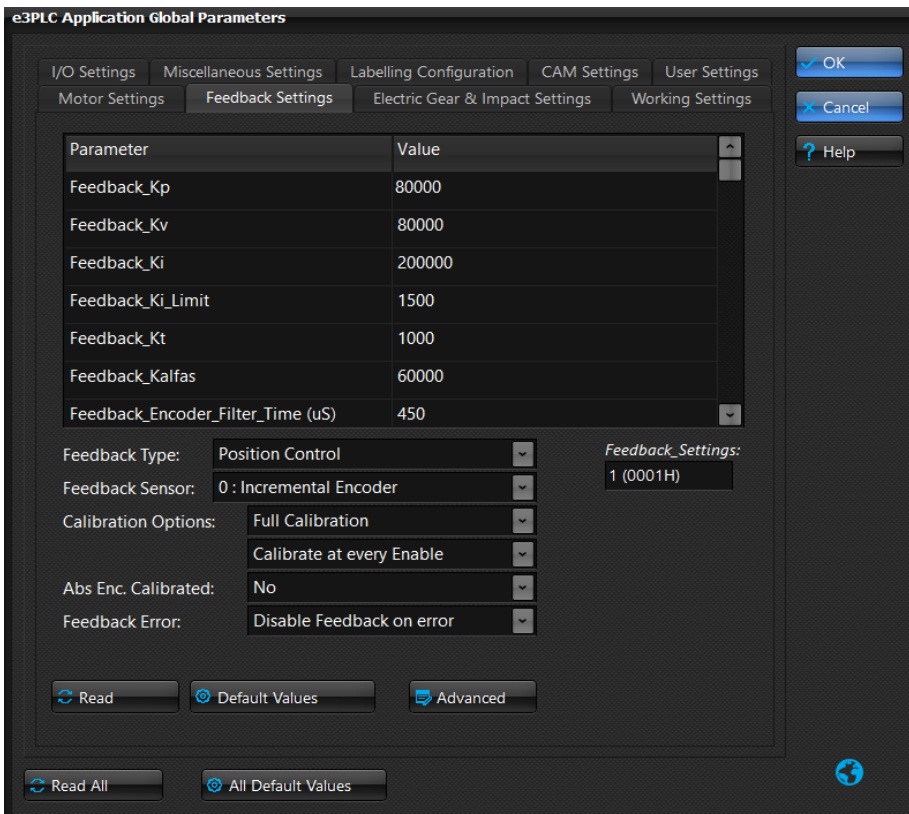 e3PLC Application Global Parameters
I/O Settings Miscellaneous Settings Labelling Configuration CAM Settings User Settings
Motor Settings Feedback Settings Electric Gear & Impact Settings Working Settings
OK
Cancel
Help
Parameter Value
Feedback_Kp 80000
Feedback_Kv 80000
Feedback_Ki 200000
Feedback_Ki_Limit 1500
Feedback_Kt 1000
Feedback_Kalfas 60000
Feedback_Encoder_Filter_Time (uS) 450
Feedback Type: Position Control
Feedback_Settings:
Feedback Sensor: 0 : Incremental Encoder
1 (0001H)
Calibration Options: Full Calibration
Calibrate at every Enable
Abs Enc. Calibrated: No
Feedback Error: Disable Feedback on error
Read Default Values Advanced
Read All All Default Values